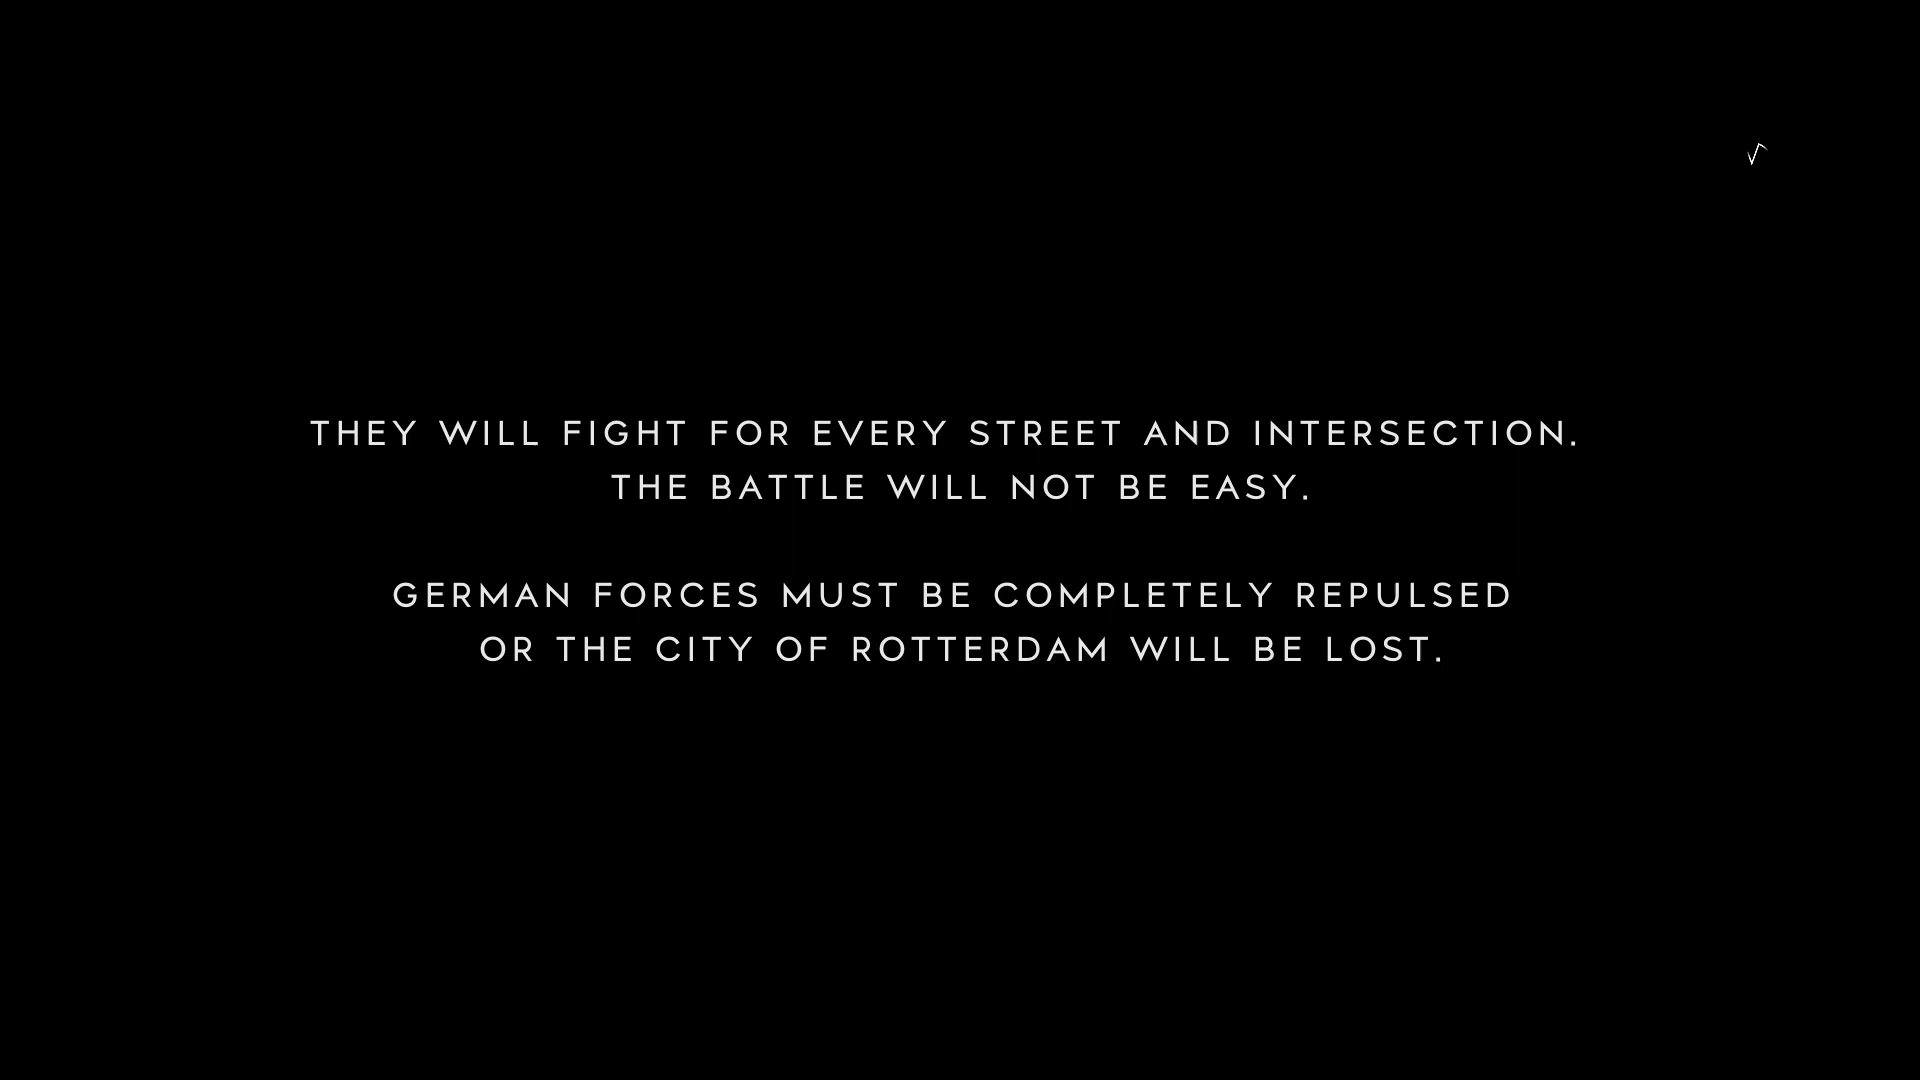 THEY WILL FIGHT FOR EVERY STREET AND INTERSECTION.
THE BATTLE WILL NOT BE EASY.
GERMAN FORCES MUST BE COMPLETELY REPULSED
OR THE CITY OF ROTTERDAM WILL BE LOST.